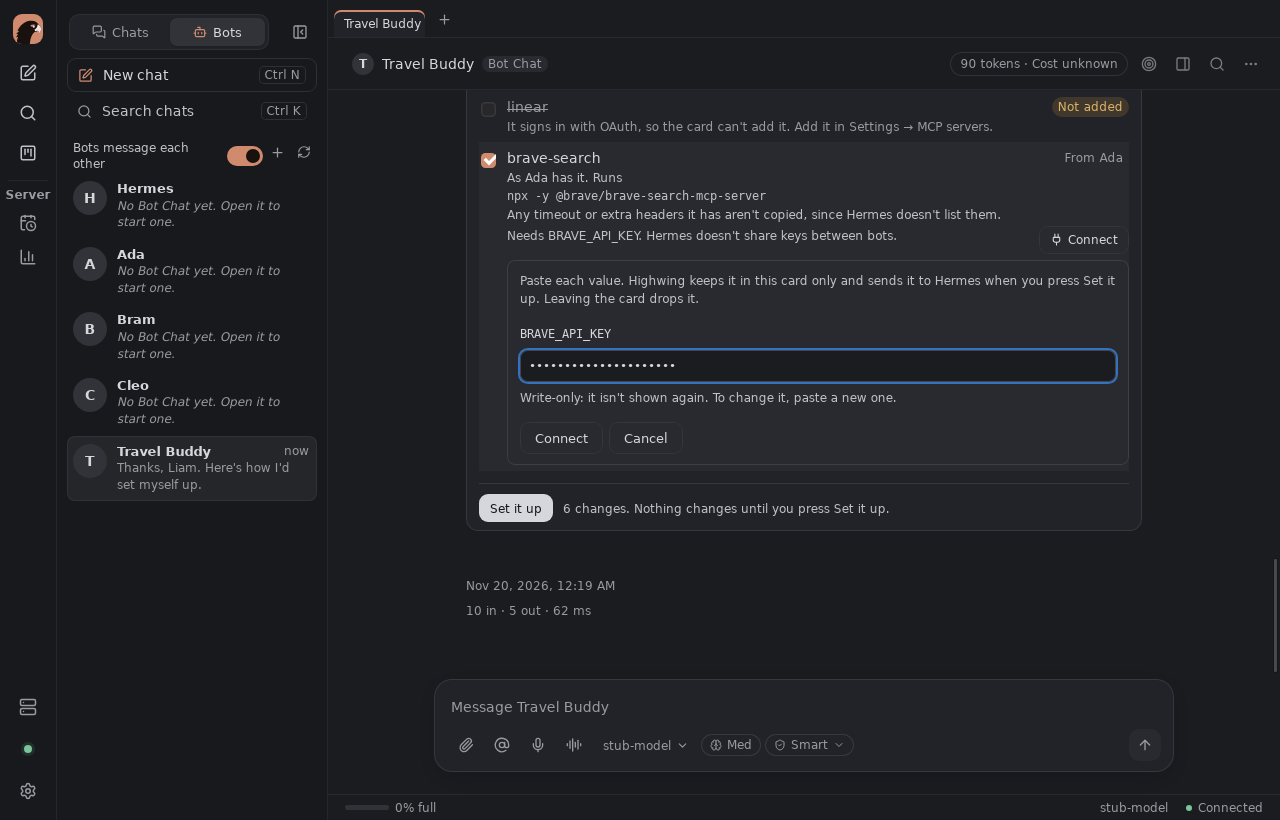 Chats
Bots
New chat
Ctrl N
Search chats
Ctrl K
Bots message each
other
Server
H
Hermes
No Bot Chat yet. Open it to
start one.
A
Ada
No Bot Chat yet. Open it to
start one.
B
Bram
No Bot Chat yet. Open it to
start one.
C
Cleo
No Bot Chat yet. Open it to
start one.
T
Travel Buddy
now
Thanks, Liam. Here's how I'd
set myself up.
Travel Buddy
T
Travel Buddy
Bot Chat
90 tokens · Cost unknown
linear
Not added
It signs in with OAuth, so the card can't add it. Add it in Settings → MCP servers.
brave-search
From Ada
As Ada has it. Runs
npx -y @brave/brave-search-mcp-server
Any timeout or extra headers it has aren't copied, since Hermes doesn't list them.
Needs BRAVE_API_KEY. Hermes doesn't share keys between bots.
Connect
Paste each value. Highwing keeps it in this card only and sends it to Hermes when you press Set it
up. Leaving the card drops it.
BRAVE_API_KEY
•••••••••••••••••••••
Write-only: it isn't shown again. To change it, paste a new one.
Connect
Cancel
Set it up
6 changes. Nothing changes until you press Set it up.
Nov 20, 2026, 12:19 AM
10 in · 5 out · 62 ms
Message Travel Buddy
stub-model
Med
Smart
0% full
stub-model
Connected